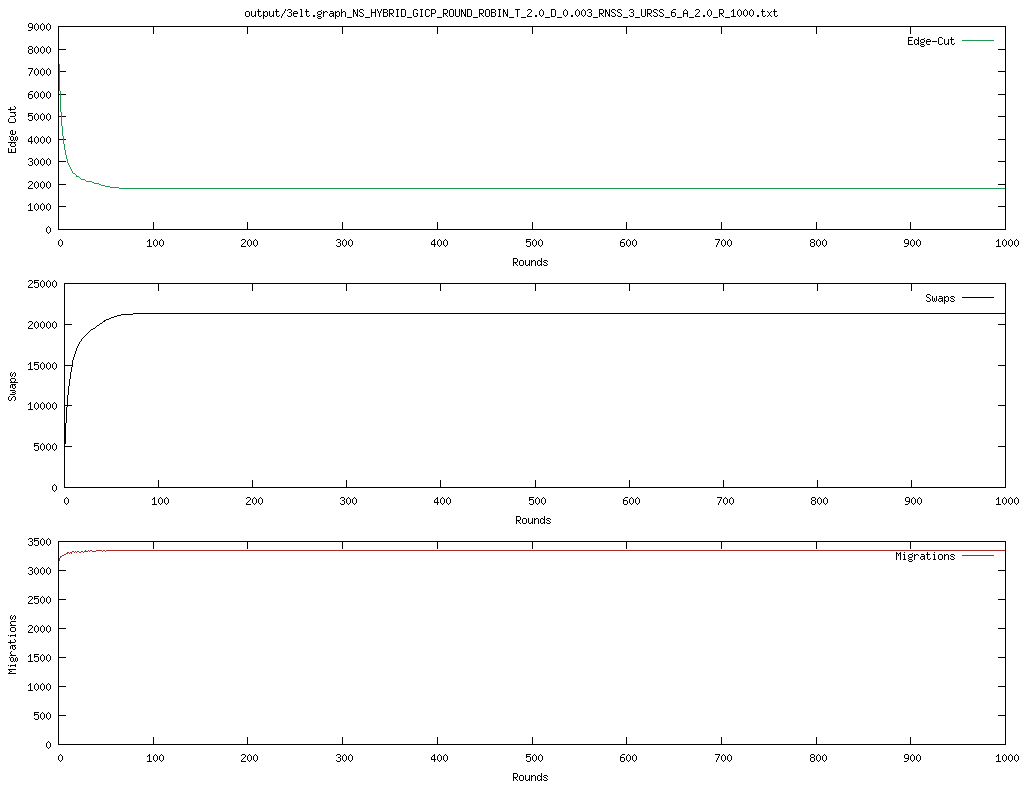 output/3elt.graph_NS_HYBRID_GICP_ROUND_ROBIN_T_2.0_D_0.003_RNSS_3_URSS_6_A_2.0_R_1000.txt
9000
8000
7000
6000
5000
4000
3000
2000
1000
0
Edge Cut
Edge-Cut
0 100 200 300 400 500 600 700 800 900 1000
Rounds
25000
20000
15000
10000
5000
0
Swaps
Swaps
0 100 200 300 400 500 600 700 800 900 1000
Rounds
3500
3000
2500
2000
1500
1000
500
0
Migrations
Migrations
0 100 200 300 400 500 600 700 800 900 1000
Rounds